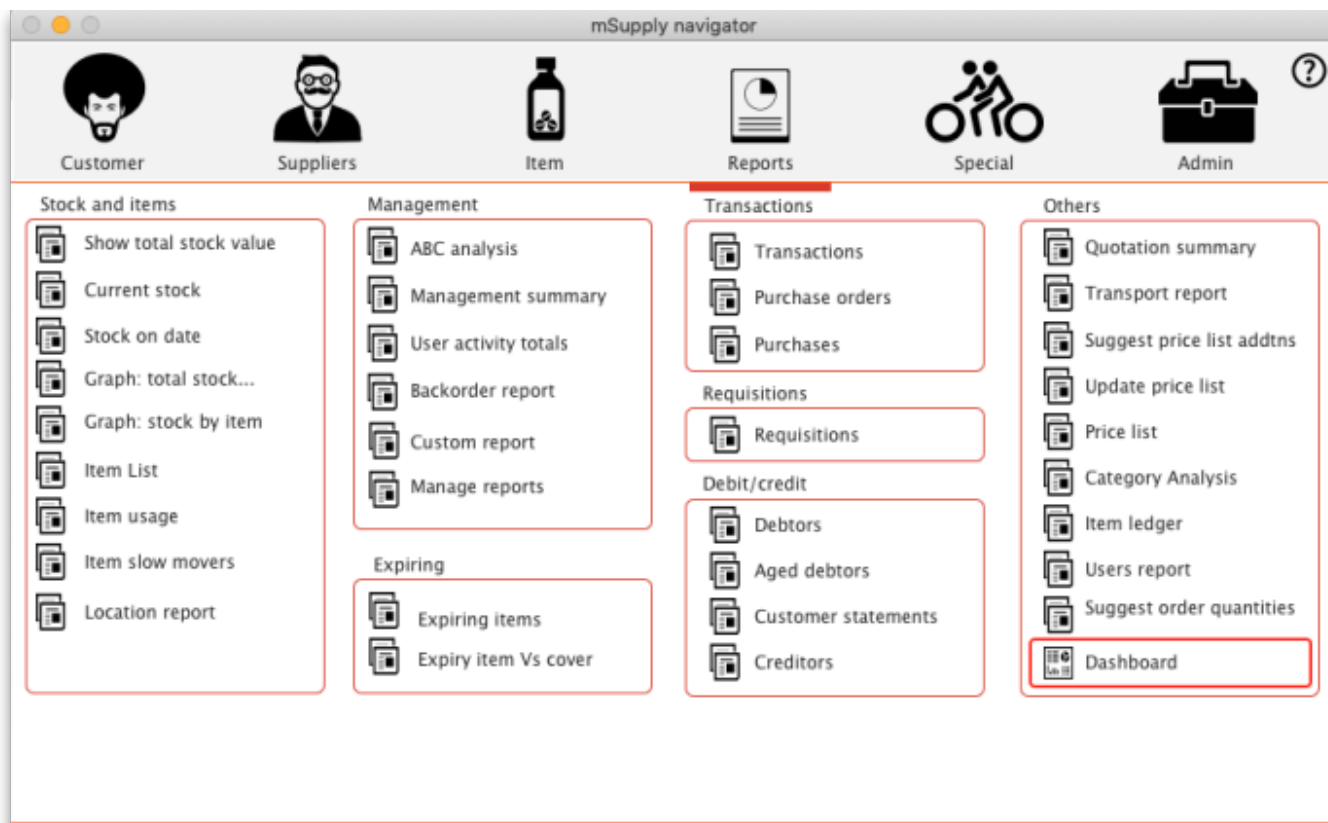 mSupply navigator
?
Customer
Suppliers
Item
Reports
Special
Admin
Stock and items
Show total stock value
Current stock
Stock on date
Graph: total stock...
Graph: stock by item
Item List
Item usage
Item slow movers
Location report
Management
ABC analysis
Management summary
User activity totals
Backorder report
Custom report
Manage reports
Expiring
Expiring items
Expiry item Vs cover
Transactions
Transactions
Purchase orders
Purchases
Requisitions
Requisitions
Debit/credit
Debtors
Aged debtors
Customer statements
Creditors
Others
Quotation summary
Transport report
Suggest price list addtns
Update price list
Price list
Category Analysis
Item ledger
Users report
Suggest order quantities
Dashboard